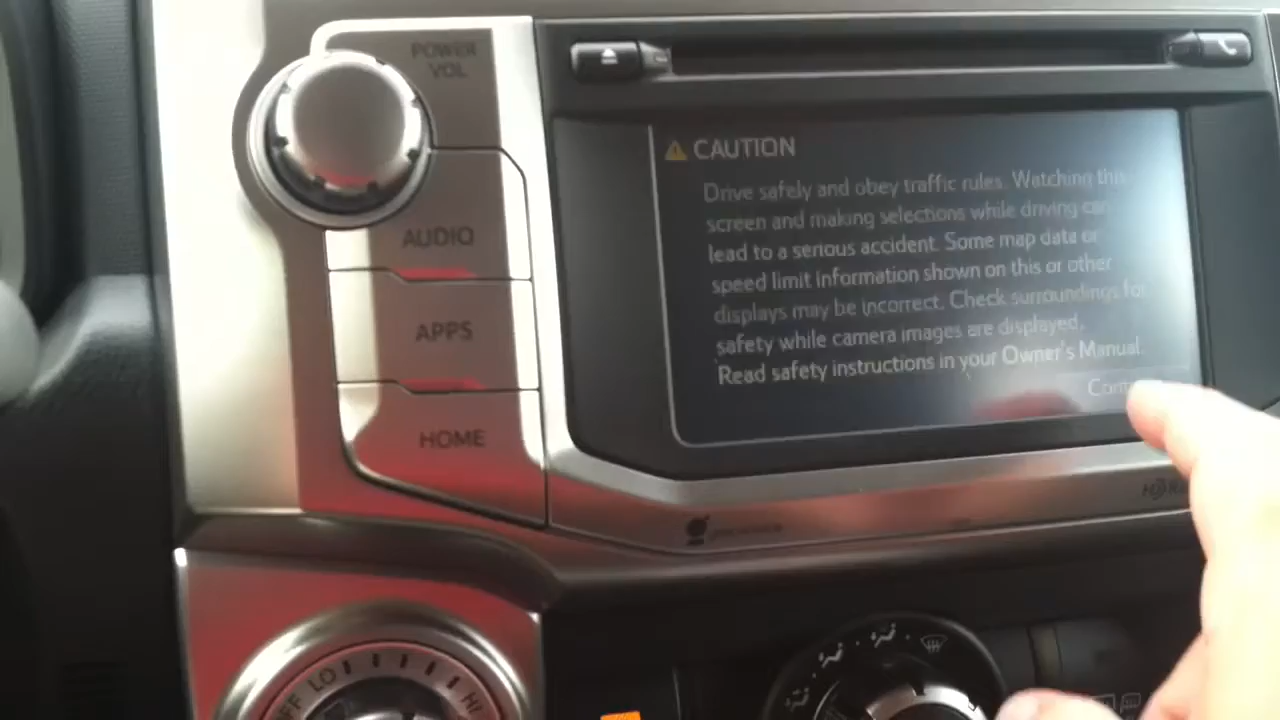 POWER
VOL
AUDIO
APPS
HOME
CAUTION
Drive safely and obey traffic rules. Watching this
screen and making selections while driving can
lead to a serious accident. Some map data or
speed limit information shown on this or other
displays may be incorrect. Check surroundings for
safety while camera images are displayed.
Read safety instructions in your Owner's Manual.
LO
HI